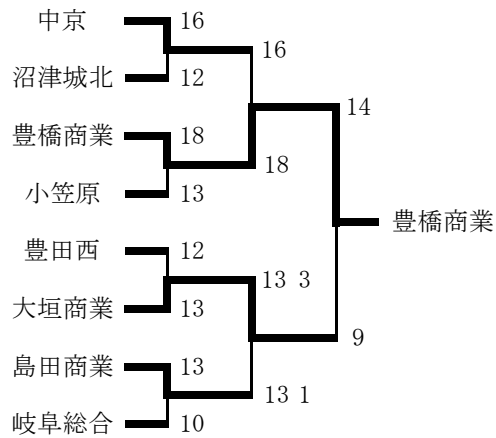 中京 16
16
沼津城北 12
14
豊橋商業 18
18
小笠原 13
豊橋商業
豊田西 12
13 3
大垣商業 13
9
島田商業 13
13 1
岐阜総合 10